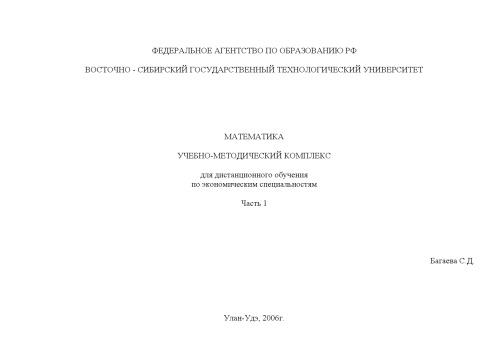 ФЕДЕРАЛЬНОЕ АГЕНТСТВО ПО ОБРАЗОВАНИЮ РФ
ВОСТОЧНО - СИБИРСКИЙ ГОСУДАРСТВЕННЫЙ ТЕХНОЛОГИЧЕСКИЙ УНИВЕРСИТЕТ
МАТЕМАТИКА
УЧЕБНО-МЕТОДИЧЕСКИЙ КОМПЛЕКС
для дистанционного обучения
по экономическим специальностям
Часть 1
Багаева С.Д.
Улан-Удэ, 2006г.